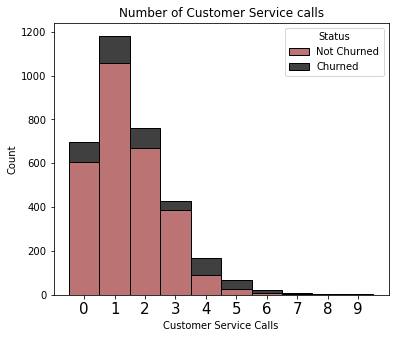 Number of Customer Service calls
Status
Not Churned
Churned
1200
1000
800
600
400
200
0
Count
0 1 2 3 4 5 6 7 8 9
Customer Service Calls